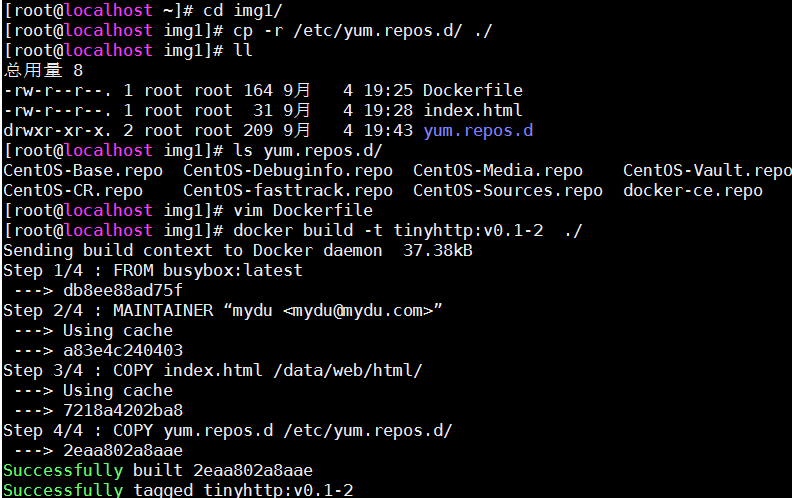 [root@localhost ~]# cd img1/
[root@localhost img1]# cp -r /etc/yum.repos.d/ ./
[root@localhost img1]# ll
总用量 8
-rw-r--r--. 1 root root 164 9月   4 19:25 Dockerfile
-rw-r--r--. 1 root root  31 9月   4 19:28 index.html
drwxr-xr-x. 2 root root 209 9月   4 19:43 yum.repos.d
[root@localhost img1]# ls yum.repos.d/
CentOS-Base.repo  CentOS-Debuginfo.repo  CentOS-Media.repo    CentOS-Vault.repo
CentOS-CR.repo    CentOS-fasttrack.repo  CentOS-Sources.repo  docker-ce.repo
[root@localhost img1]# vim Dockerfile
[root@localhost img1]# docker build -t tinyhttp:v0.1-2  ./
Sending build context to Docker daemon  37.38kB
Step 1/4 : FROM busybox:latest
 ---> db8ee88ad75f
Step 2/4 : MAINTAINER “mydu <mydu@mydu.com>”
 ---> Using cache
 ---> a83e4c240403
Step 3/4 : COPY index.html /data/web/html/
 ---> Using cache
 ---> 7218a4202ba8
Step 4/4 : COPY yum.repos.d /etc/yum.repos.d/
 ---> 2eaa802a8aae
Successfully built 2eaa802a8aae
Successfully tagged tinyhttp:v0.1-2